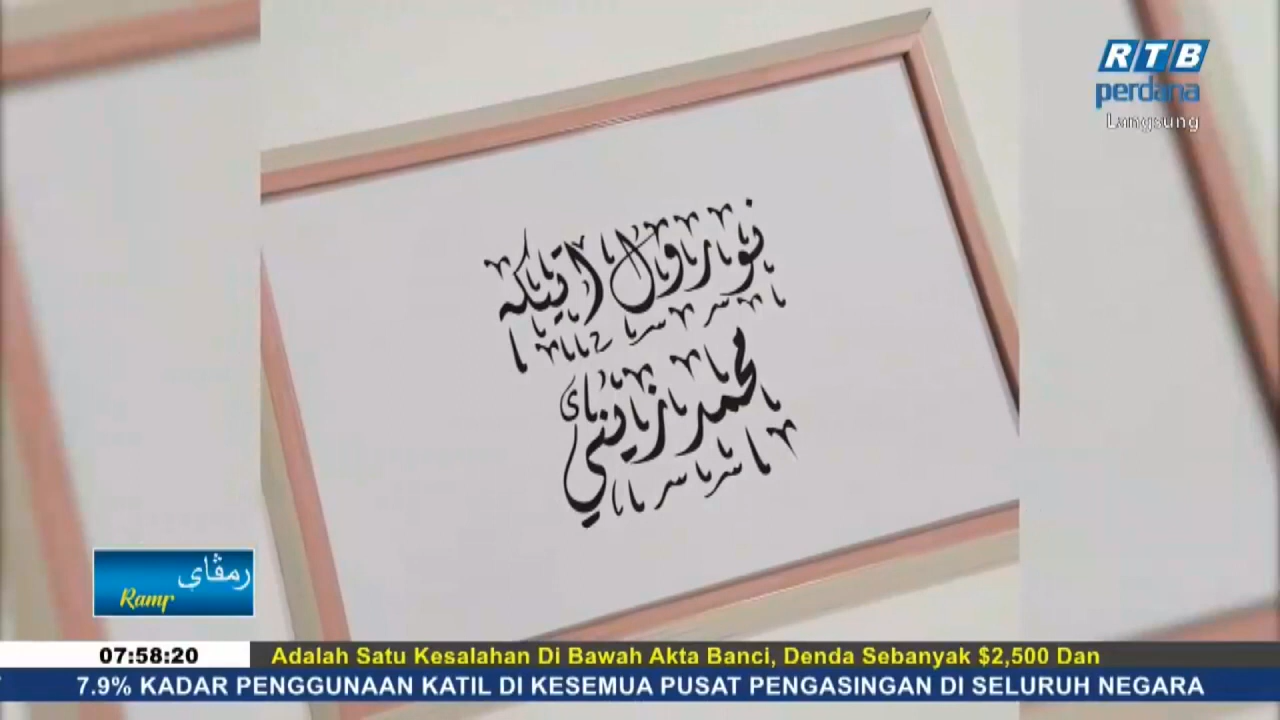 RTB
perdana
Langsung
نورول اتيكه
محمد زيني
رمڤاي
Ramp
07:58:20
Adalah Satu Kesalahan Di Bawah Akta Banci, Denda Sebanyak $2,500 Dan
7.9% KADAR PENGGUNAAN KATIL DI KESEMUA PUSAT PENGASINGAN DI SELURUH NEGARA